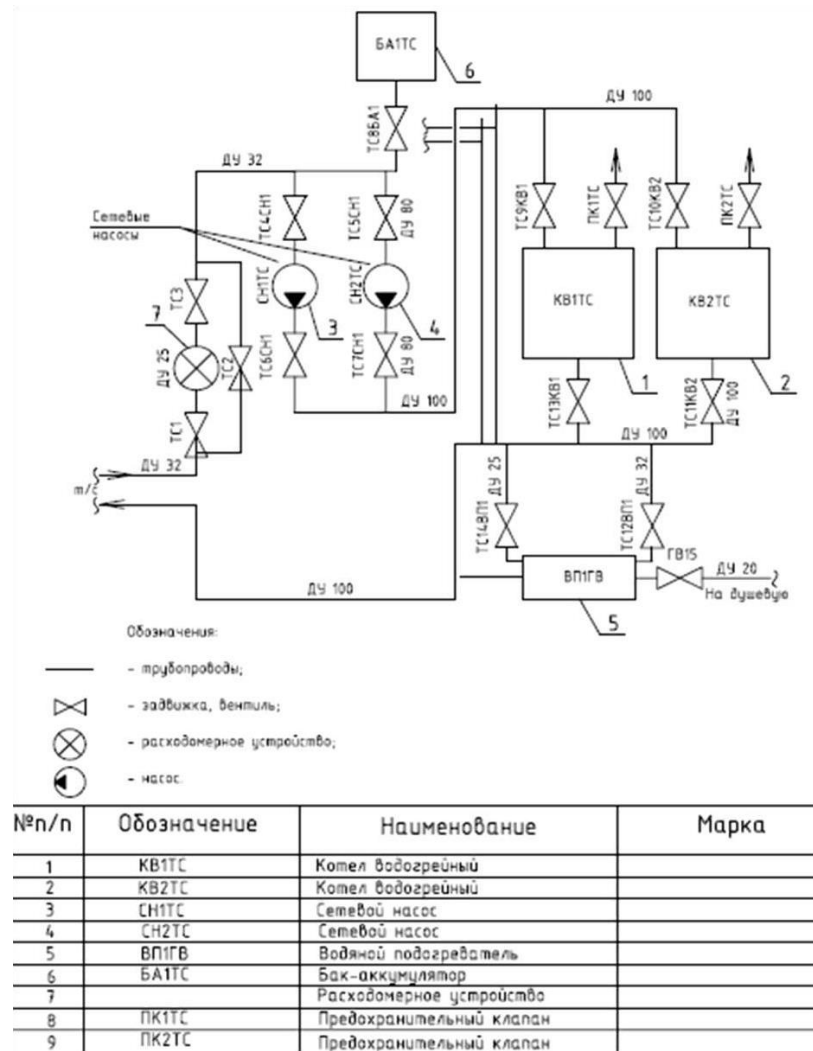 БА1ТС
6
ТС8БА1
ДУ 32
ДУ 100
Сетевые
насосы
ТС4СН1
ТС5СН1
ДУ 80
ТС9КВ1
ПК1ТС
ТС10КВ2
ПК2ТС
ТС3
СН1ТС
СН2ТС
КВ1ТС
КВ2ТС
7
3
4
ДУ 25
ТС2
ТС6СН1
ТС7СН1
ДУ 80
1
2
ТС1
ДУ 100
ТС13КВ1
ТС11КВ2
ДУ 100
ДУ 32
ДУ 100
т/с
ДУ 25
ДУ 32
ТС14ВП1
ТС12ВП1
ГВ15
ВП1ГВ
ДУ 20
На душевую
ДУ 100
5
Обозначения:
- трубопроводы;
- задвижка, вентиль;
- расходомерное устройство;
- насос.
№п/п Обозначение Наименование Марка
1 КВ1ТС Котел водогрейный
2 КВ2ТС Котел водогрейный
3 СН1ТС Сетевой насос
4 СН2ТС Сетевой насос
5 ВП1ГВ Водяной подогреватель
6 БА1ТС Бак-аккумулятор
7 Расходомерное устройство
8 ПК1ТС Предохранительный клапан
9 ПК2ТС Предохранительный клапан